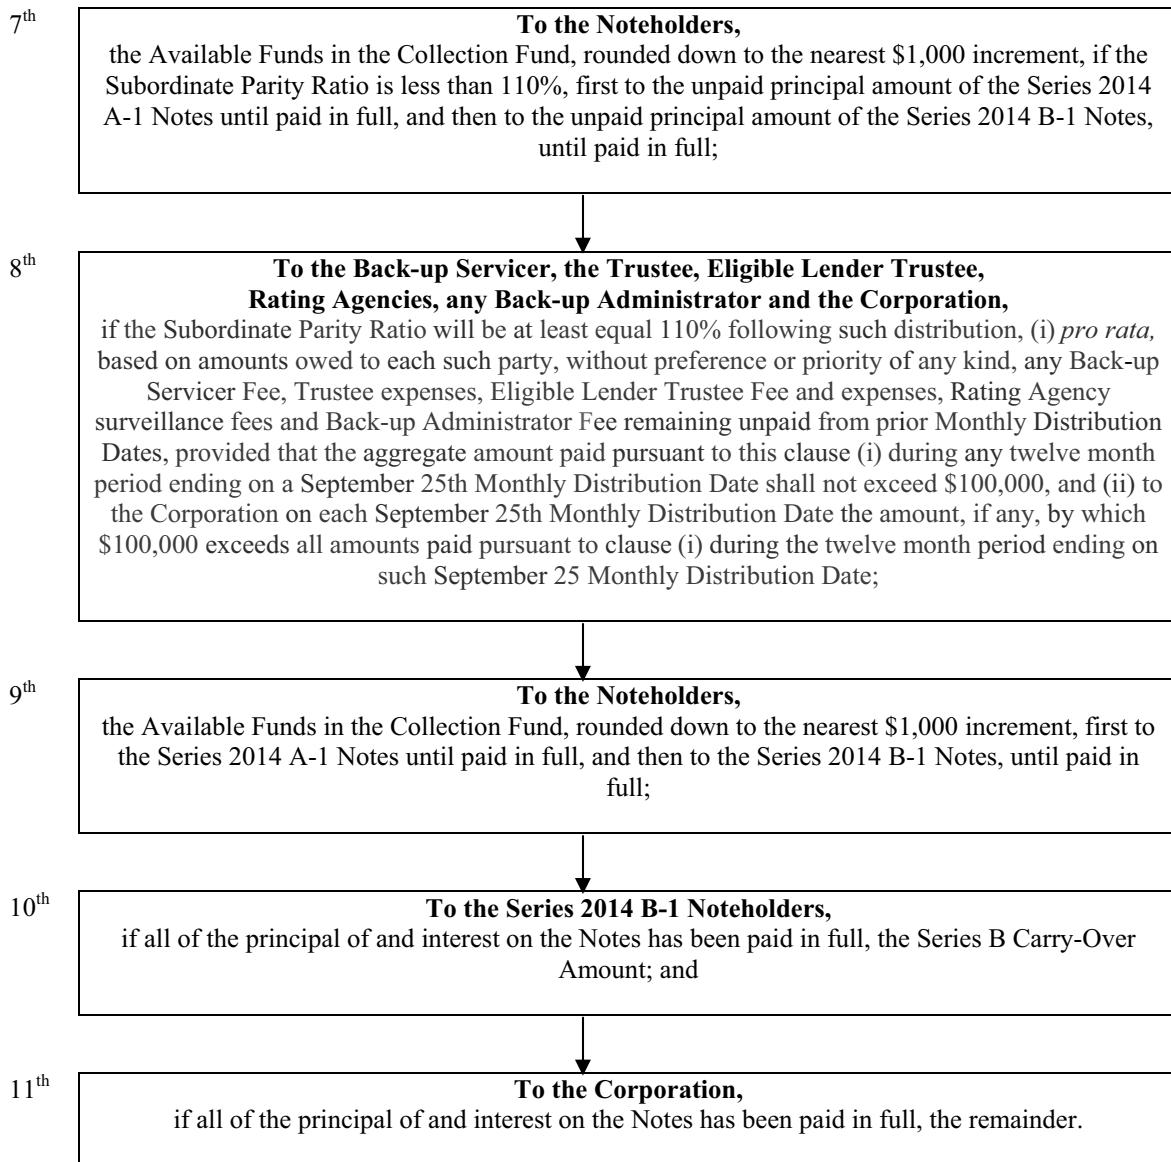 7th
To the Noteholders,
the Available Funds in the Collection Fund, rounded down to the nearest $1,000 increment, if the
Subordinate Parity Ratio is less than 110%, first to the unpaid principal amount of the Series 2014
A-1 Notes until paid in full, and then to the unpaid principal amount of the Series 2014 B-1 Notes,
until paid in full;
8th
To the Back-up Servicer, the Trustee, Eligible Lender Trustee,
Rating Agencies, any Back-up Administrator and the Corporation,
if the Subordinate Parity Ratio will be at least equal 110% following such distribution, (i) pro rata,
based on amounts owed to each such party, without preference or priority of any kind, any Back-up
Servicer Fee, Trustee expenses, Eligible Lender Trustee Fee and expenses, Rating Agency
surveillance fees and Back-up Administrator Fee remaining unpaid from prior Monthly Distribution
Dates, provided that the aggregate amount paid pursuant to this clause (i) during any twelve month
period ending on a September 25th Monthly Distribution Date shall not exceed $100,000, and (ii) to
the Corporation on each September 25th Monthly Distribution Date the amount, if any, by which
$100,000 exceeds all amounts paid pursuant to clause (i) during the twelve month period ending on
such September 25 Monthly Distribution Date;
9th
To the Noteholders,
the Available Funds in the Collection Fund, rounded down to the nearest $1,000 increment, first to
the Series 2014 A-1 Notes until paid in full, and then to the Series 2014 B-1 Notes, until paid in
full;
10th
To the Series 2014 B-1 Noteholders,
if all of the principal of and interest on the Notes has been paid in full, the Series B Carry-Over
Amount; and
11th
To the Corporation,
if all of the principal of and interest on the Notes has been paid in full, the remainder.